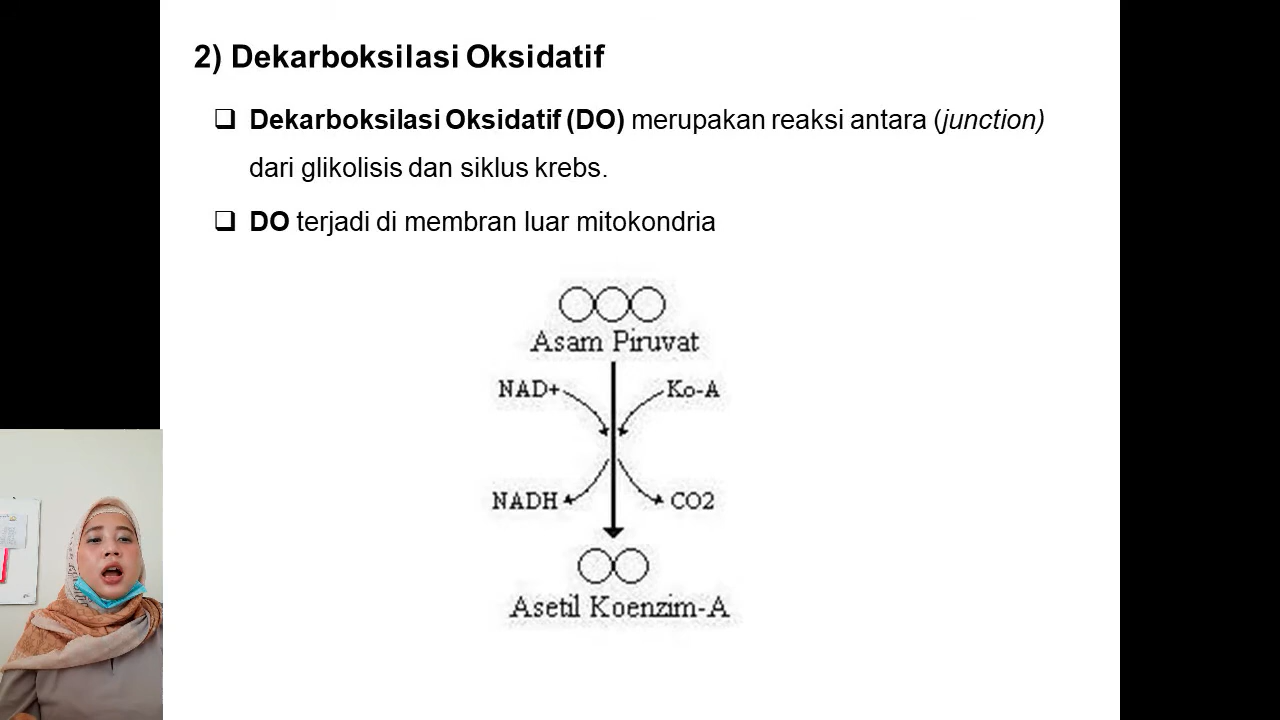 2) Dekarboksilasi Oksidatif
Dekarboksilasi Oksidatif (DO) merupakan reaksi antara (junction)
dari glikolisis dan siklus krebs.
DO terjadi di membran luar mitokondria
Asam Piruvat
NAD+ Ko-A
NADH CO2
Asetil Koenzim-A